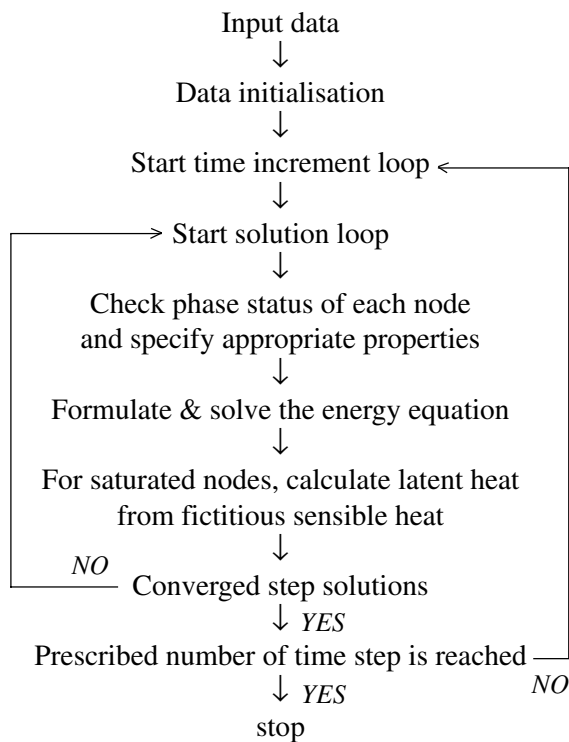 Input data
Data initialisation
Start time increment loop
Start solution loop
Check phase status of each node
and specify appropriate properties
Formulate & solve the energy equation
For saturated nodes, calculate latent heat
from fictitious sensible heat
NO
Converged step solutions
YES
Prescribed number of time step is reached
NO
YES
stop